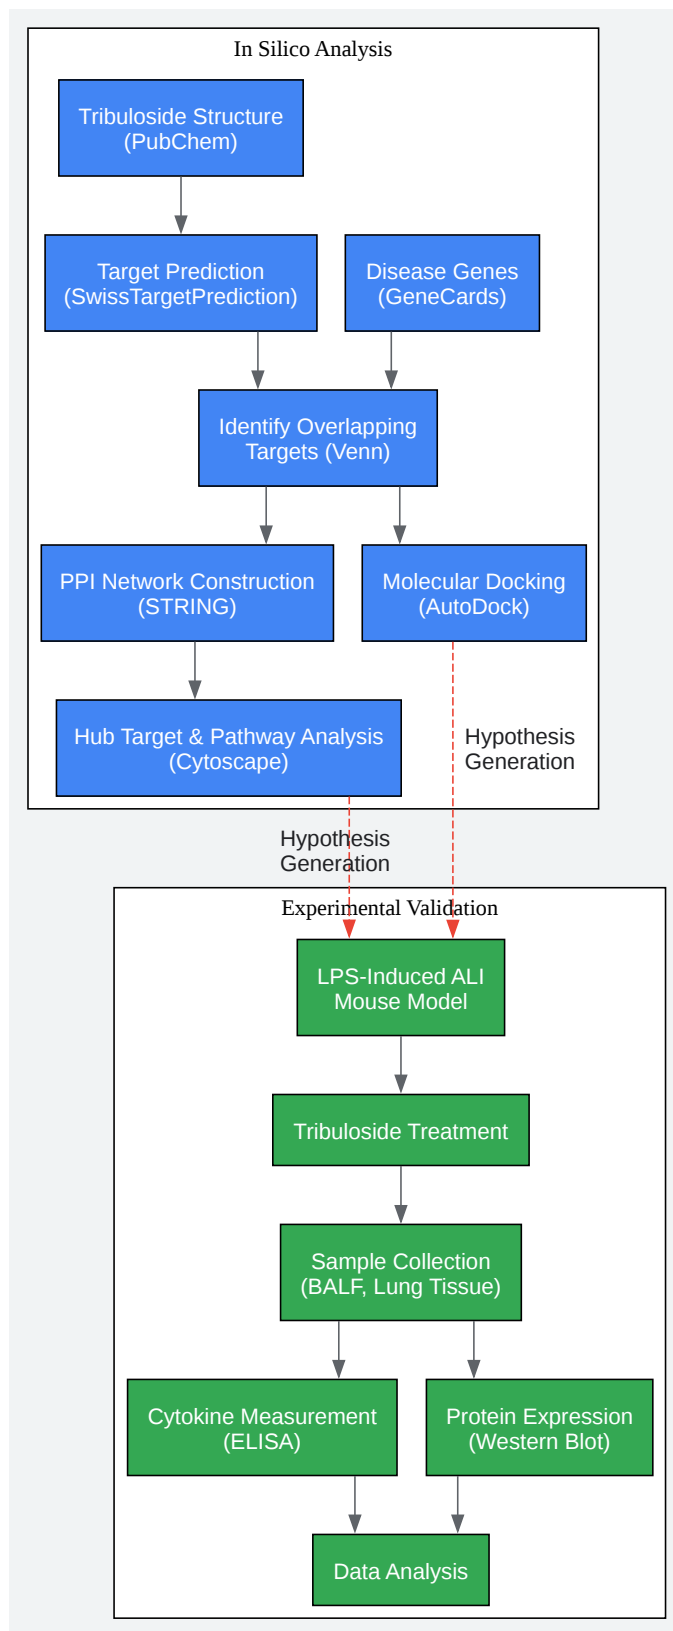 In Silico Analysis
Tribuloside Structure
(PubChem)
Target Prediction
(SwissTargetPrediction)
Disease Genes
(GeneCards)
Identify Overlapping
Targets (Venn)
PPI Network Construction
(STRING)
Molecular Docking
(AutoDock)
Hub Target & Pathway Analysis
(Cytoscape)
Hypothesis
Generation
Hypothesis
Generation
Experimental Validation
LPS-Induced ALI
Mouse Model
Tribuloside Treatment
Sample Collection
(BALF, Lung Tissue)
Cytokine Measurement
(ELISA)
Protein Expression
(Western Blot)
Data Analysis